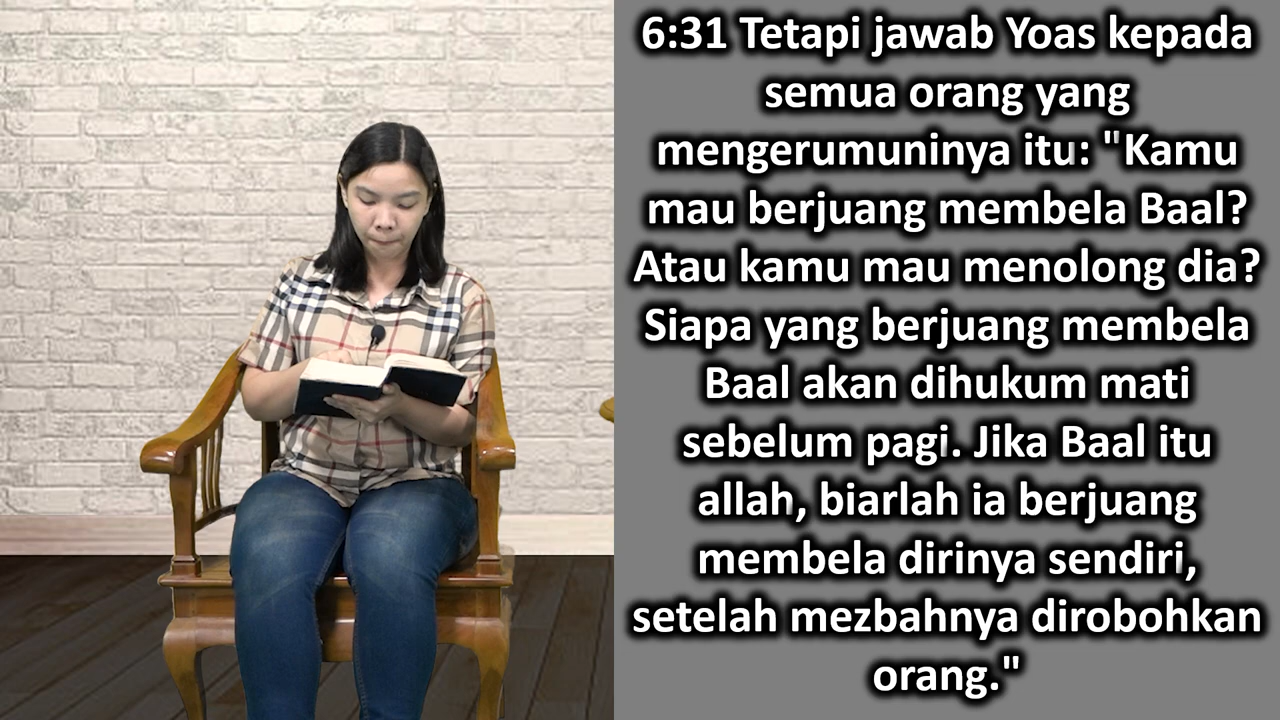 6:31 Tetapi jawab Yoas kepada
semua orang yang
mengerumuninya itu: "Kamu
mau berjuang membela Baal?
Atau kamu mau menolong dia?
Siapa yang berjuang membela
Baal akan dihukum mati
sebelum pagi. Jika Baal itu
allah, biarlah ia berjuang
membela dirinya sendiri,
setelah mezbahnya dirobohkan
orang."